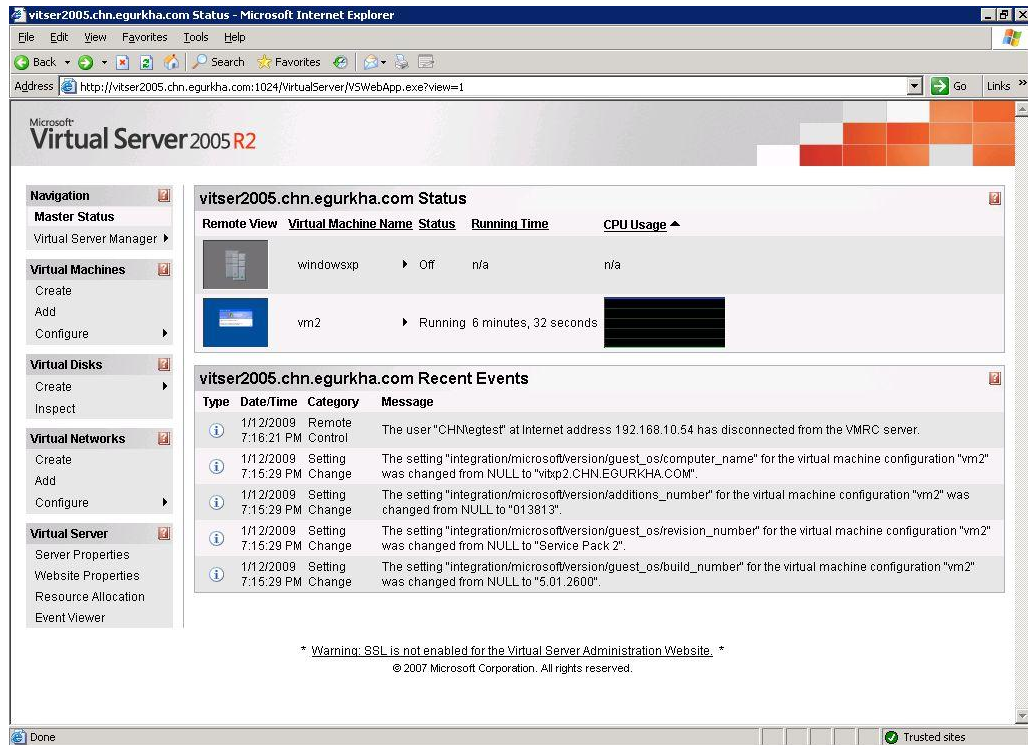 vitser2005.chn.egurkha.com Status - Microsoft Internet Explorer
File Edit View Favorites Tools Help
Back Search Favorites
Address http://vitser2005.chn.egurkha.com:1024/VirtualServer/VSWebApp.exe?view=1 Go Links »
Microsoft
Virtual Server 2005 R2
Navigation
Master Status
Virtual Server Manager
Virtual Machines
Create
Add
Configure
Virtual Disks
Create
Inspect
Virtual Networks
Create
Add
Configure
Virtual Server
Server Properties
Website Properties
Resource Allocation
Event Viewer
vitser2005.chn.egurkha.com Status
Remote View Virtual Machine Name Status Running Time CPU Usage
windowsxp Off n/a n/a
vm2 Running 6 minutes, 32 seconds
vitser2005.chn.egurkha.com Recent Events
Type Date/Time Category Message
1/12/2009 7:16:21 PM Remote Control The user "CHN\egtest" at Internet address 192.168.10.54 has disconnected from the VMRC server.
1/12/2009 7:15:29 PM Setting Change The setting "integration/microsoft/version/guest_os/computer_name" for the virtual machine configuration "vm2" was changed from NULL to "vitxp2.CHN.EGURKHA.COM".
1/12/2009 7:15:29 PM Setting Change The setting "integration/microsoft/version/additions_number" for the virtual machine configuration "vm2" was changed from NULL to "013813".
1/12/2009 7:15:29 PM Setting Change The setting "integration/microsoft/version/guest_os/revision_number" for the virtual machine configuration "vm2" was changed from NULL to "Service Pack 2".
1/12/2009 7:15:29 PM Setting Change The setting "integration/microsoft/version/guest_os/build_number" for the virtual machine configuration "vm2" was changed from NULL to "5.01.2600".
* Warning: SSL is not enabled for the Virtual Server Administration Website. *
© 2007 Microsoft Corporation. All rights reserved.
Done Trusted sites